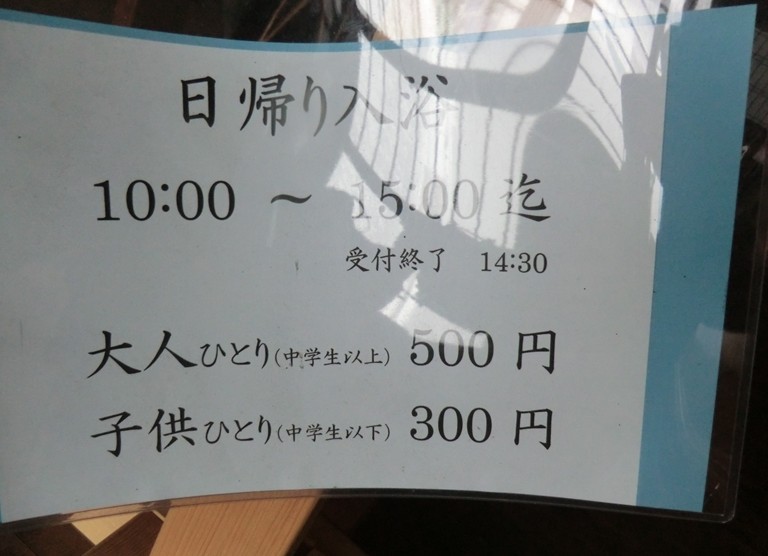 日帰り入浴
10:00 ～ 15:00 迄
受付終了 14:30
大人ひとり(中学生以上) 500 円
子供ひとり(中学生以下) 300 円